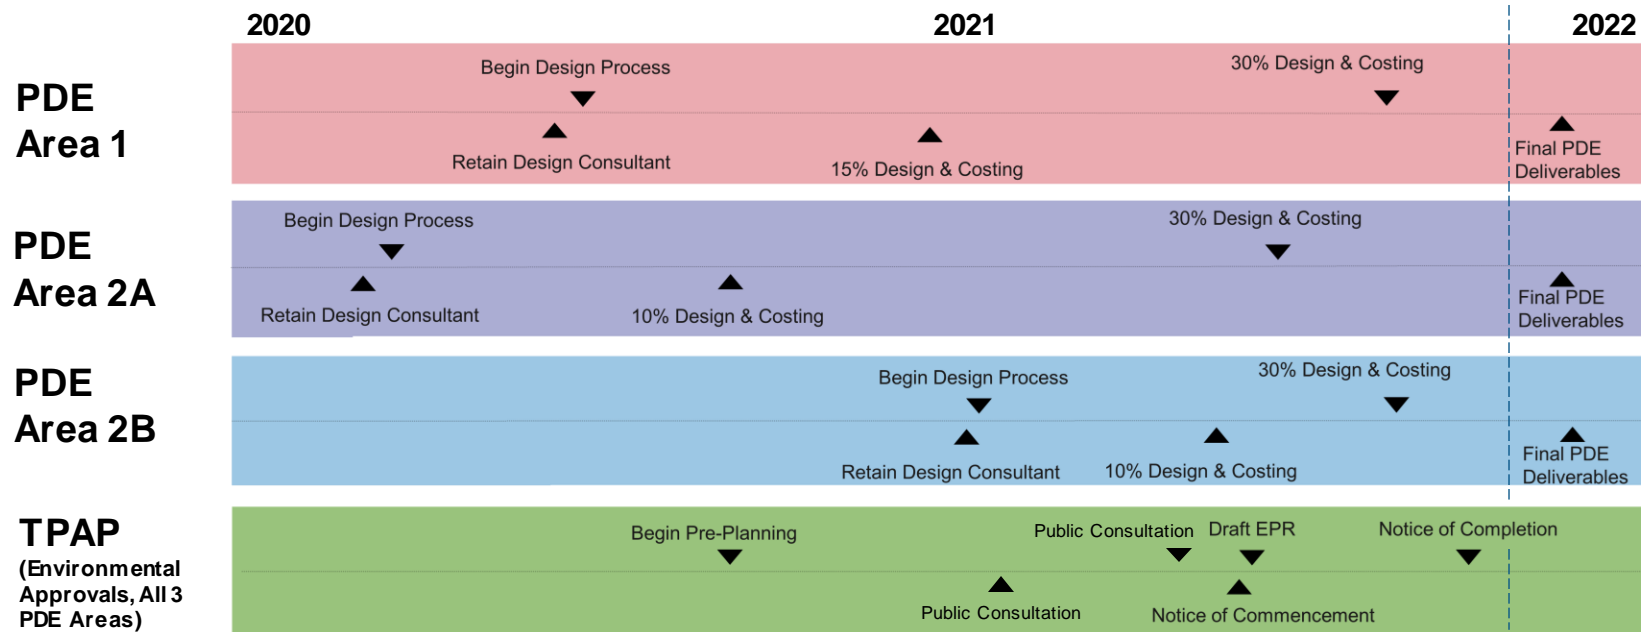 2020
2021
2022
PDE
Area 1
Begin Design Process
30% Design & Costing
Retain Design Consultant
15% Design & Costing
Final PDE
Deliverables
PDE
Area 2A
Begin Design Process
30% Design & Costing
Retain Design Consultant
10% Design & Costing
Final PDE
Deliverables
PDE
Area 2B
Begin Design Process
30% Design & Costing
Retain Design Consultant
10% Design & Costing
Final PDE
Deliverables
TPAP
(Environmental
Approvals, All 3
PDE Areas)
Begin Pre-Planning
Public Consultation
Draft EPR
Notice of Completion
Public Consultation
Notice of Commencement